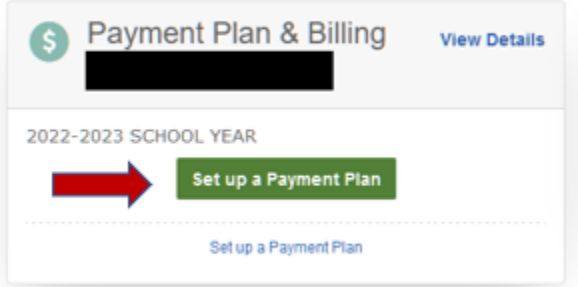 $ Payment Plan & Billing View Details
2022-2023 SCHOOL YEAR
Set up a Payment Plan
Set up a Payment Plan